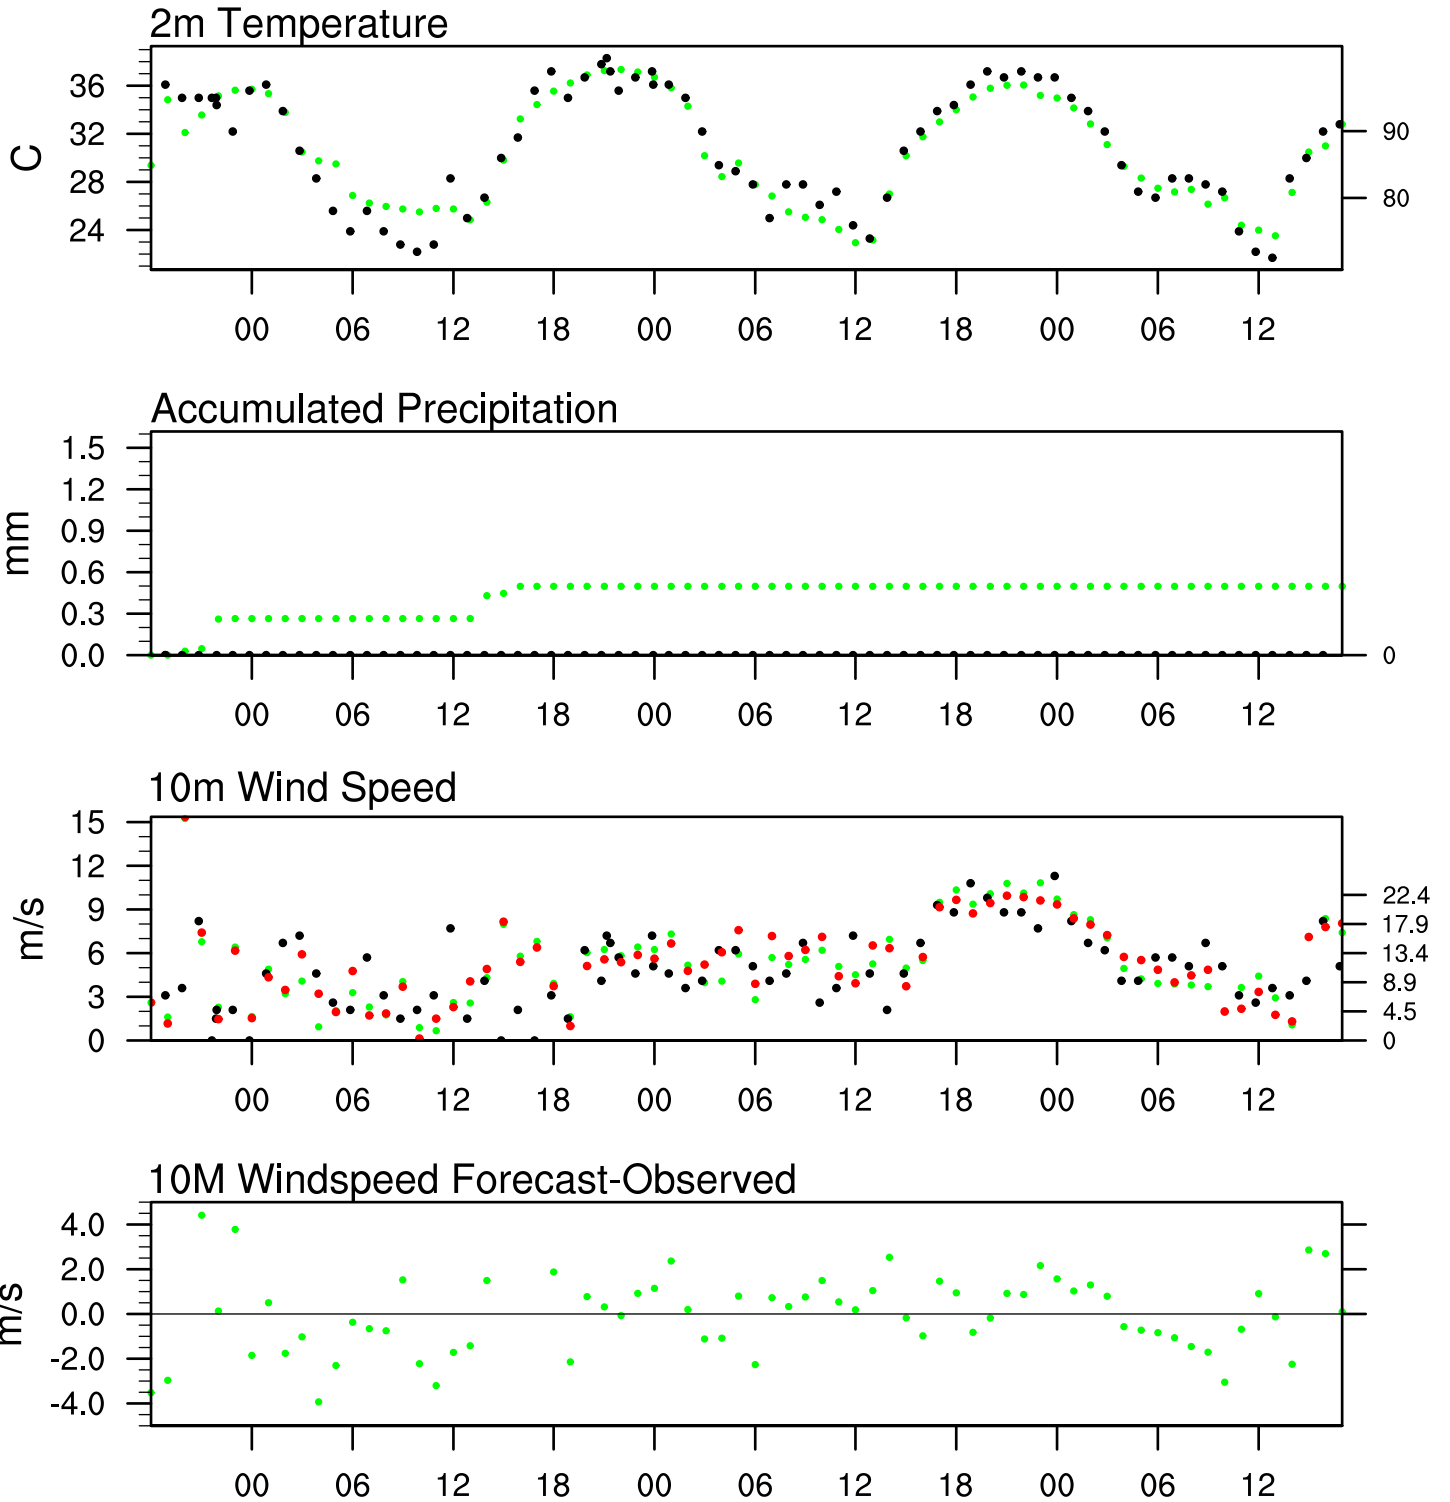 2m Temperature
C
36
32
28
24
90
80
00 06 12 18 00 06 12 18 00 06 12
Accumulated Precipitation
mm
1.5
1.2
0.9
0.6
0.3
0.0
0
00 06 12 18 00 06 12 18 00 06 12
10m Wind Speed
m/s
15
12
9
6
3
0
22.4
17.9
13.4
8.9
4.5
0
00 06 12 18 00 06 12 18 00 06 12
10M Windspeed Forecast-Observed
m/s
4.0
2.0
0.0
-2.0
-4.0
00 06 12 18 00 06 12 18 00 06 12